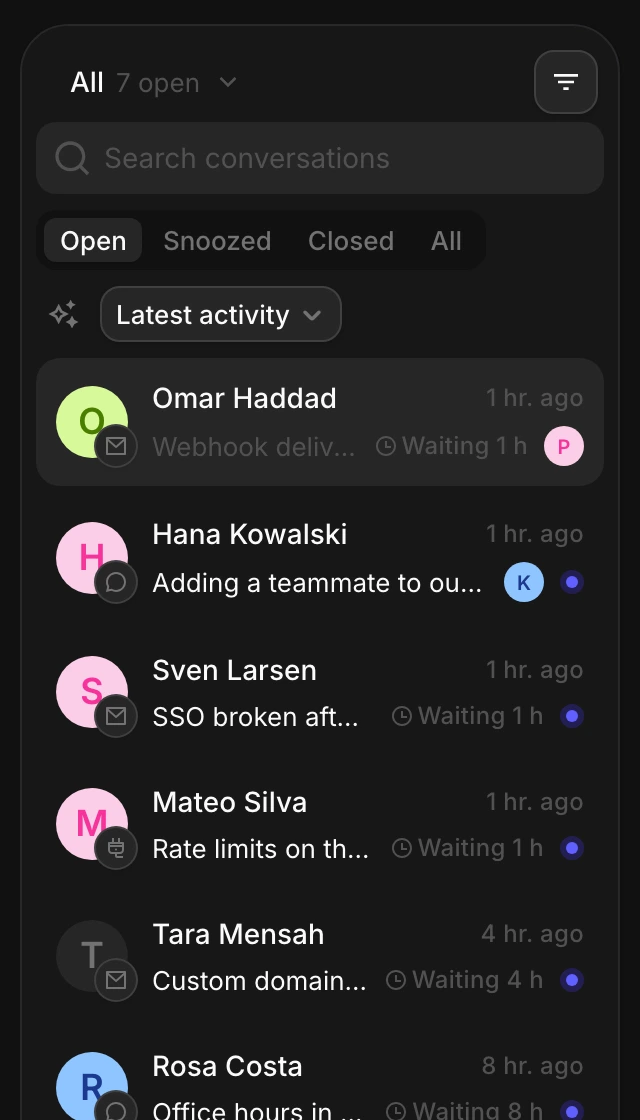 All 7 open
Search conversations
Open Snoozed Closed All
Latest activity
O Omar Haddad 1 hr. ago
Webhook deliv... Waiting 1 h P
H Hana Kowalski 1 hr. ago
Adding a teammate to ou... K
S Sven Larsen 1 hr. ago
SSO broken aft... Waiting 1 h
M Mateo Silva 1 hr. ago
Rate limits on th... Waiting 1 h
T Tara Mensah 4 hr. ago
Custom domain... Waiting 4 h
R Rosa Costa 8 hr. ago
Office hours in ... Waiting 8 h